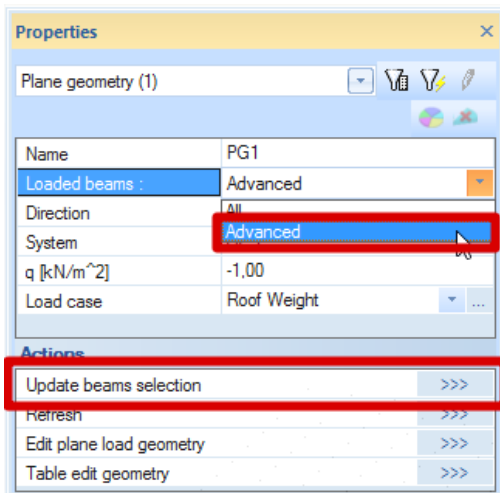 Properties
Plane geometry (1)
Name PG1
Loaded beams : Advanced
Direction All
Advanced
System
q [kN/m^2] -1,00
Load case Roof Weight ...
Actions
Update beams selection >>>
Refresh >>>
Edit plane load geometry >>>
Table edit geometry >>>